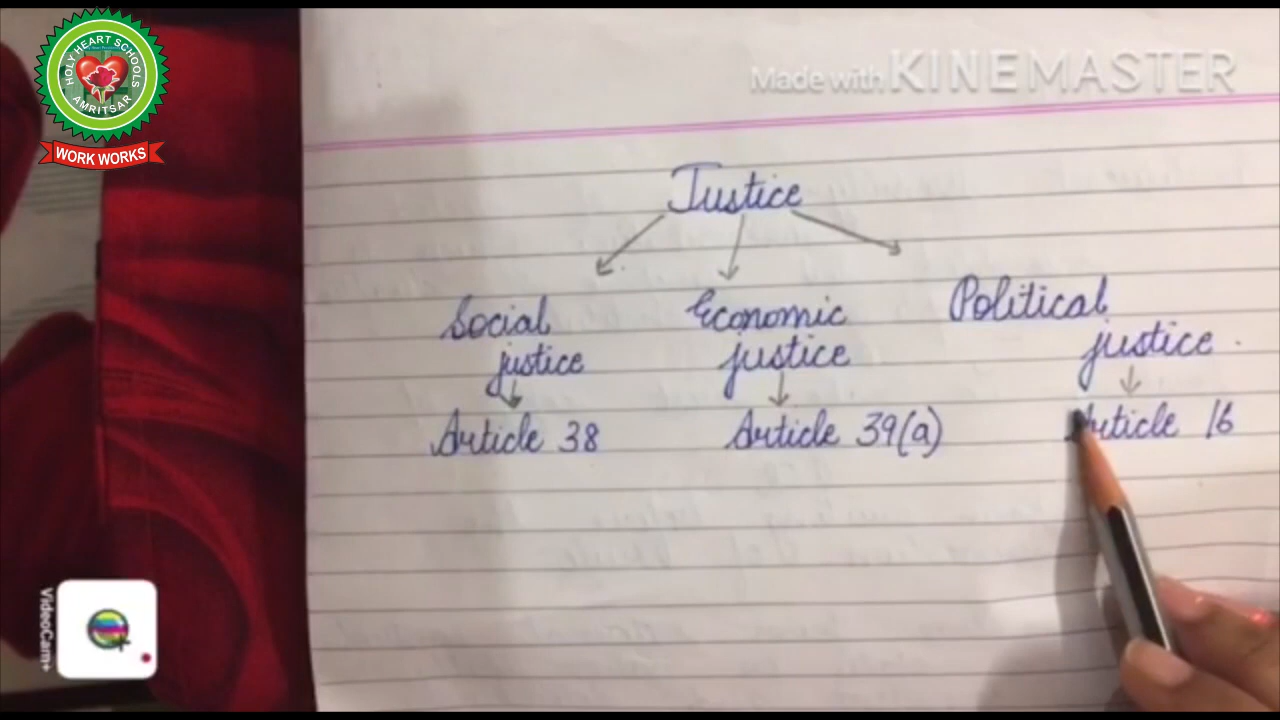 HOLY HEART SCHOOLS
AMRITSAR
WORK WORKS
Made with KINEMASTER
Justice
Social Economic Political
justice justice justice
Article 38 Article 39(a) Article 16
VideoCam+